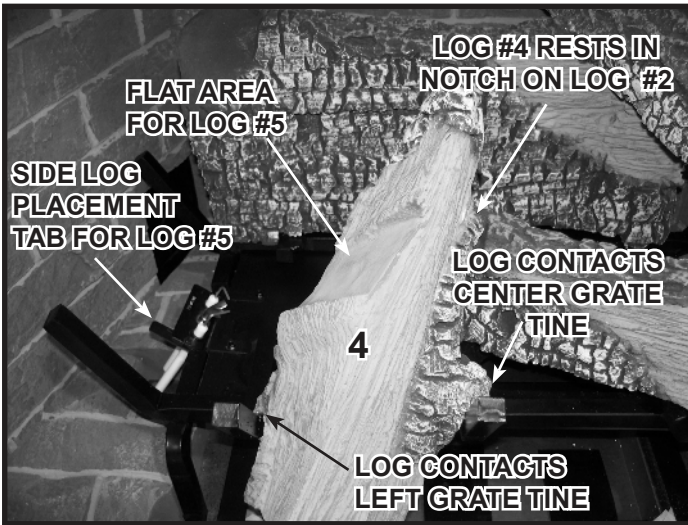 LOG #4 RESTS IN
NOTCH ON LOG #2
FLAT AREA
FOR LOG #5
SIDE LOG
PLACEMENT
TAB FOR LOG #5
LOG CONTACTS
CENTER GRATE
TINE
4
LOG CONTACTS
LEFT GRATE TINE